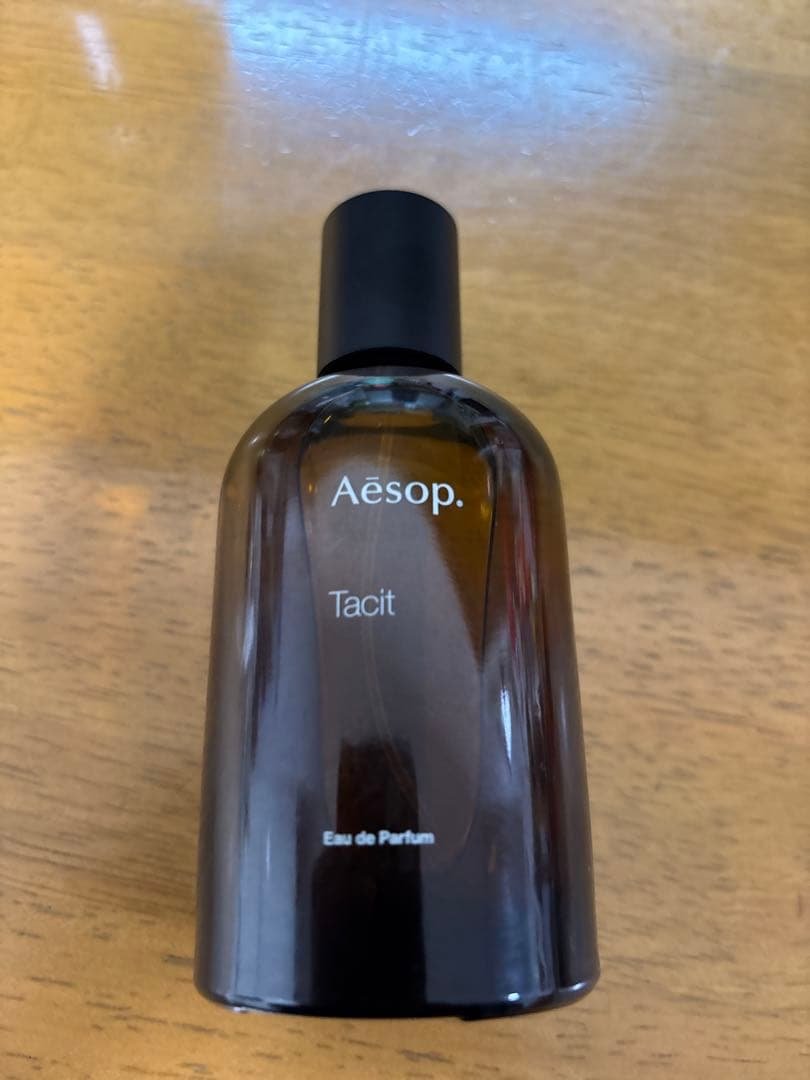 Aēsop.
Tacit
Eau de Parfum